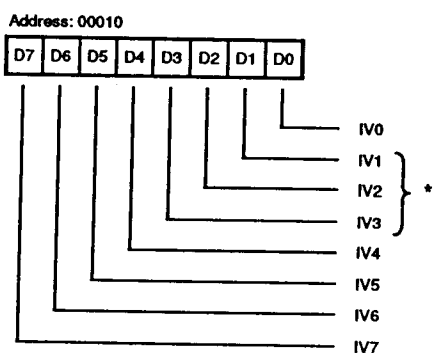 Address: 00010
D7 D6 D5 D4 D3 D2 D1 D0
IV0
IV1
IV2 *
IV3
IV4
IV5
IV6
IV7